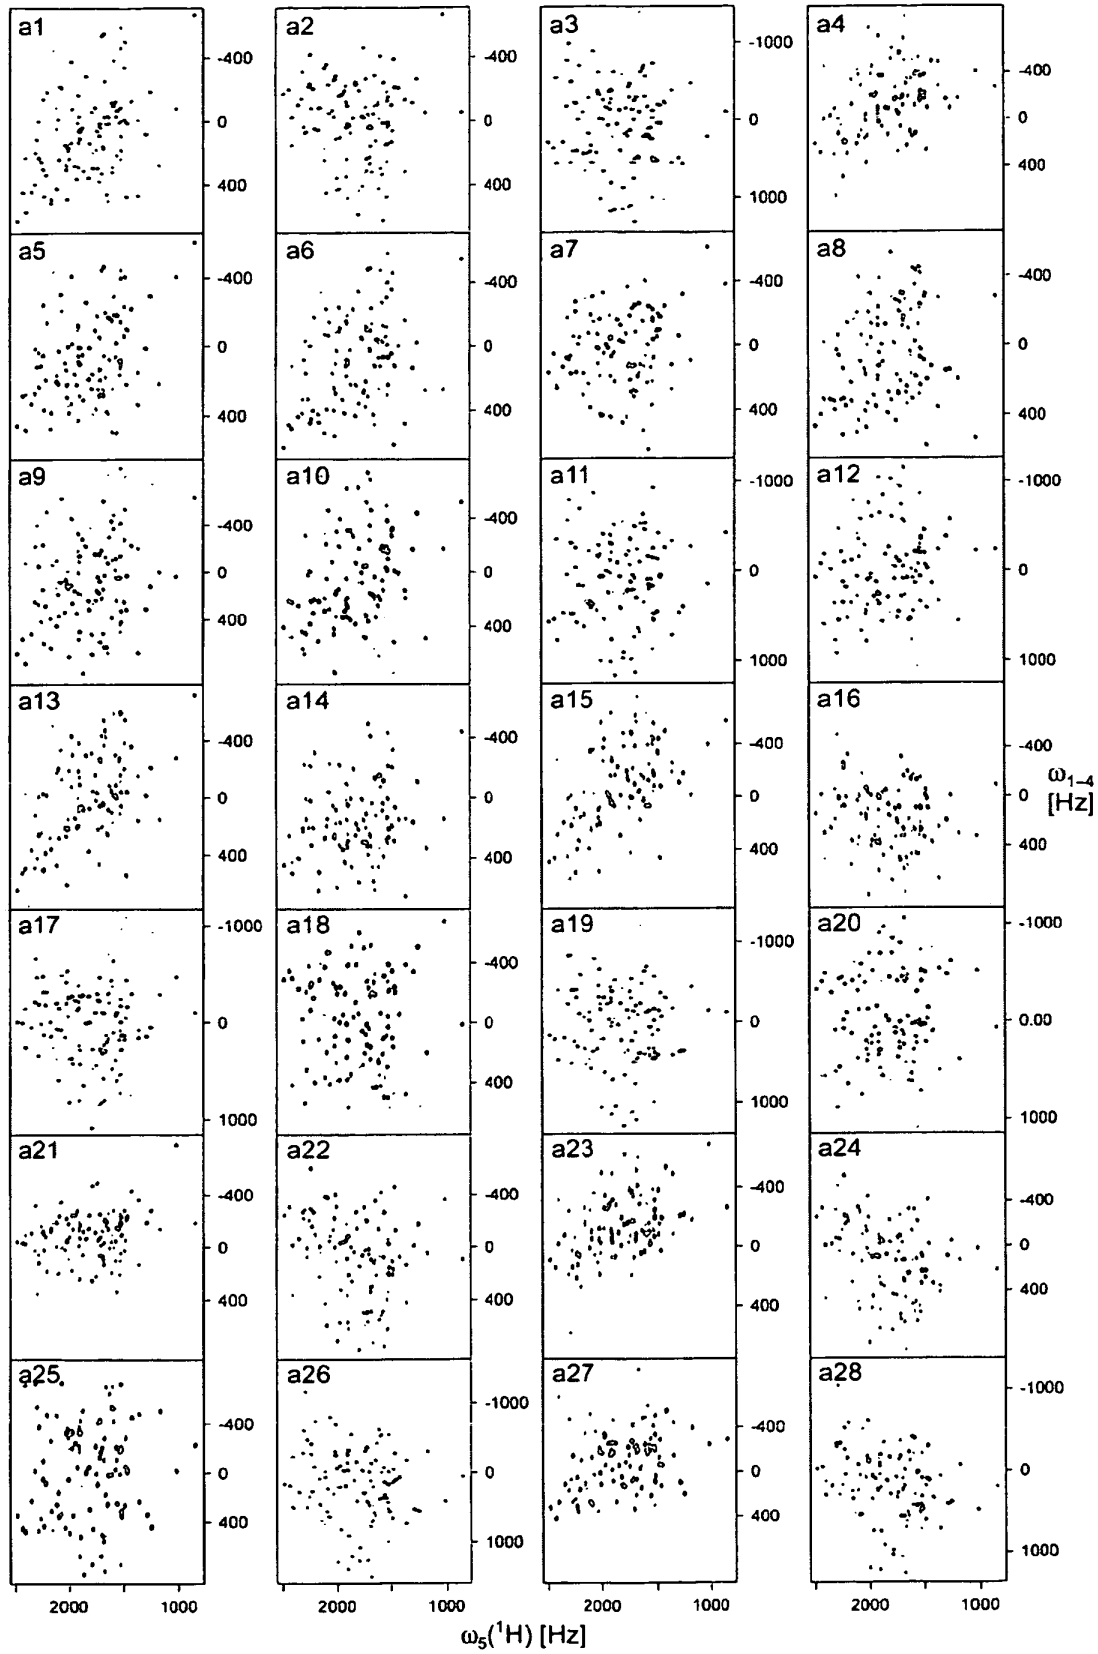 a1 -400 0 400
a2 -400 0 400
a3 -1000 0 1000
a4 -400 0 400
a5 -400 0 400
a6 -400 0 400
a7 -400 0 400
a8 -400 0 400
a9 -400 0 400
a10 -400 0 400
a11 -1000 0 1000
a12 -1000 0 1000
a13 -400 0 400
a14 -400 0 400
a15 -400 0 400
a16 -400 0 400
ω1–4
[Hz]
a17 -1000 0 1000
a18 -400 0 400
a19 -1000 0 1000
a20 -1000 0.00 1000
a21 -400 0 400
a22 -400 0 400
a23 -400 0 400
a24 -400 0 400
a25 -400 0 400
a26 -1000 0 1000
a27 -400 0 400
a28 -1000 0 1000
2000 1000 2000 1000 2000 1000 2000 1000
ω5(1H) [Hz]